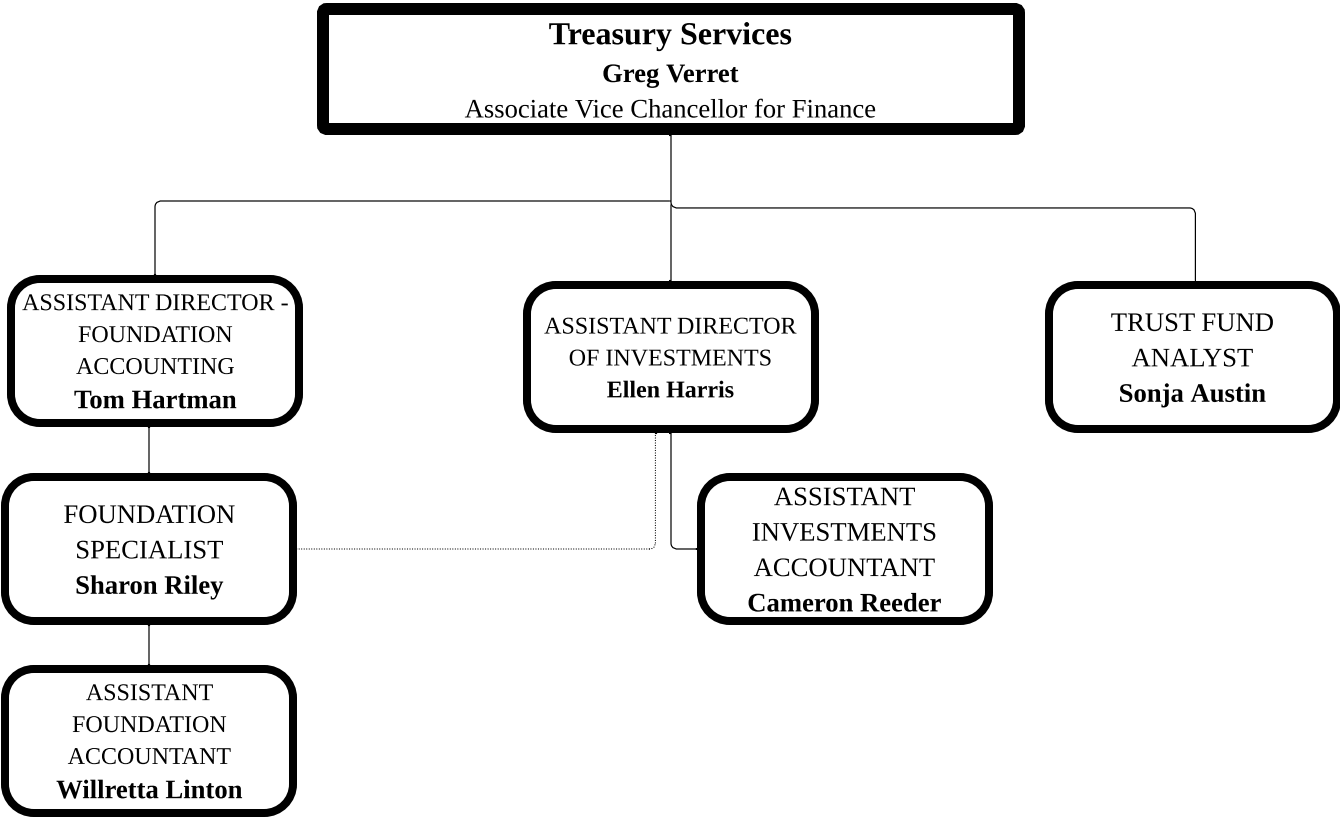 Treasury Services
Greg Verret
Associate Vice Chancellor for Finance
ASSISTANT DIRECTOR -
FOUNDATION
ACCOUNTING
Tom Hartman
ASSISTANT DIRECTOR
OF INVESTMENTS
Ellen Harris
TRUST FUND
ANALYST
Sonja Austin
FOUNDATION
SPECIALIST
Sharon Riley
ASSISTANT
INVESTMENTS
ACCOUNTANT
Cameron Reeder
ASSISTANT
FOUNDATION
ACCOUNTANT
Willretta Linton